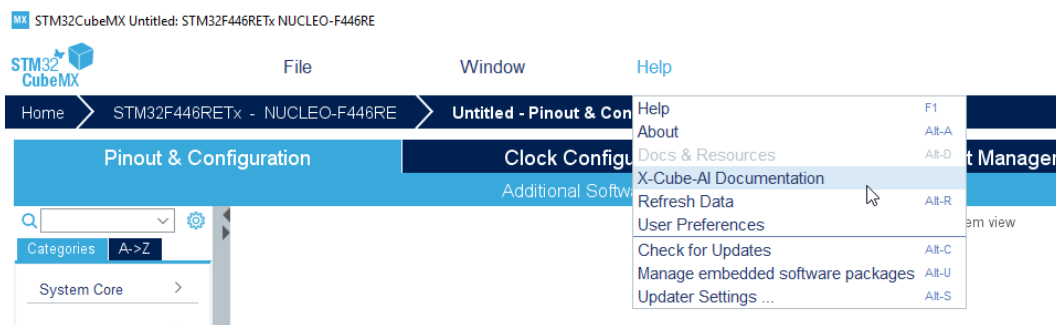 MX STM32CubeMX Untitled: STM32F446RETx NUCLEO-F446RE
STM32
CubeMX
File Window Help
Home STM32F446RETx - NUCLEO-F446RE Untitled - Pinout & Con
Help F1
About Alt-A
Docs & Resources Alt-D
X-Cube-AI Documentation
Refresh Data Alt-R
User Preferences
Check for Updates Alt-C
Manage embedded software packages Alt-U
Updater Settings ... Alt-S
Pinout & Configuration Clock Configu t Manager
Additional Softw
em view
Categories A->Z
System Core